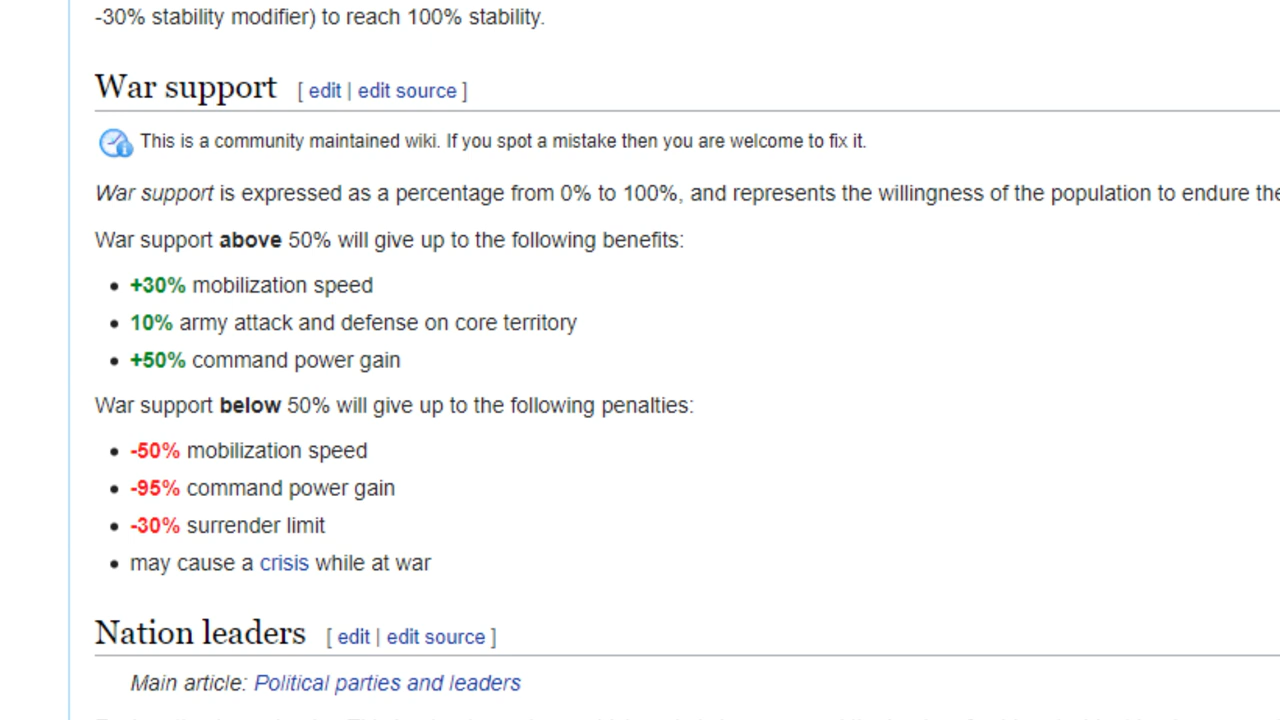 -30% stability modifier) to reach 100% stability.
War support [ edit | edit source ]
This is a community maintained wiki. If you spot a mistake then you are welcome to fix it.
War support is expressed as a percentage from 0% to 100%, and represents the willingness of the population to endure the
War support above 50% will give up to the following benefits:
• +30% mobilization speed
• 10% army attack and defense on core territory
• +50% command power gain
War support below 50% will give up to the following penalties:
• -50% mobilization speed
• -95% command power gain
• -30% surrender limit
• may cause a crisis while at war
Nation leaders [ edit | edit source ]
Main article: Political parties and leaders